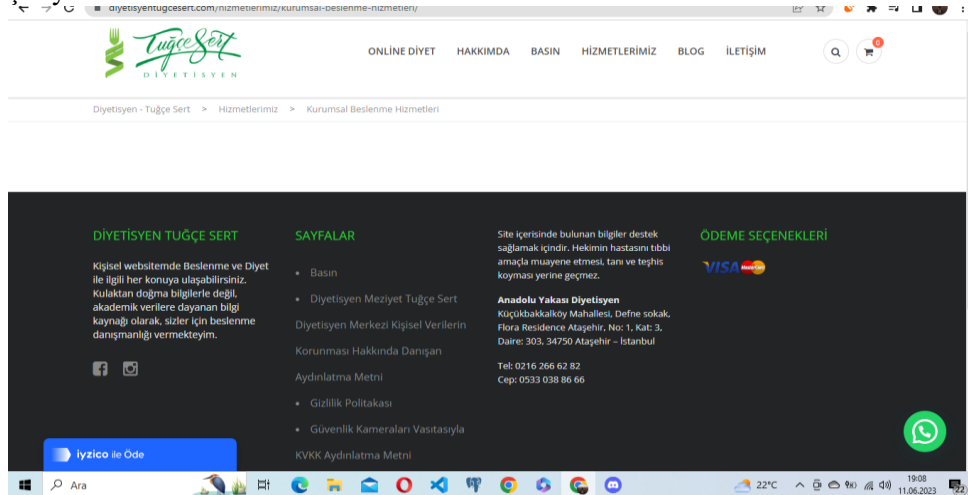 diyetisyentugcesert.com/hizmetlerimiz/kurumsal-beslenme-hizmetleri/
Tuğçe Sert
DİYETİSYEN
ONLİNE DİYET HAKKIMDA BASIN HİZMETLERİMİZ BLOG İLETİŞİM
0
Diyetisyen - Tuğçe Sert > Hizmetlerimiz > Kurumsal Beslenme Hizmetleri
DİYETİSYEN TUĞÇE SERT
Kişisel websitemde Beslenme ve Diyet
ile ilgili her konuya ulaşabilirsiniz.
Kulaktan doğma bilgilerle değil,
akademik verilere dayanan bilgi
kaynağı olarak, sizler için beslenme
danışmanlığı vermekteyim.
SAYFALAR
• Basın
• Diyetisyen Meziyet Tuğçe Sert
Diyetisyen Merkezi Kişisel Verilerin
Korunması Hakkında Danışan
Aydınlatma Metni
• Gizlilik Politakası
• Güvenlik Kameraları Vasıtasıyla
KVKK Aydınlatma Metni
Site içerisinde bulunan bilgiler destek
sağlamak içindir. Hekimin hastasını tıbbi
amaçla muayene etmesi, tanı ve teşhis
koyması yerine geçmez.
Anadolu Yakası Diyetisyen
Küçükbakkalköy Mahallesi, Defne sokak,
Flora Residence Ataşehir, No: 1, Kat: 3,
Daire: 303, 34750 Ataşehir – İstanbul
Tel: 0216 266 62 82
Cep: 0533 038 86 66
ÖDEME SEÇENEKLERİ
VISA MasterCard
iyzico ile Öde
Ara
22°C
19:08
11.06.2023
22